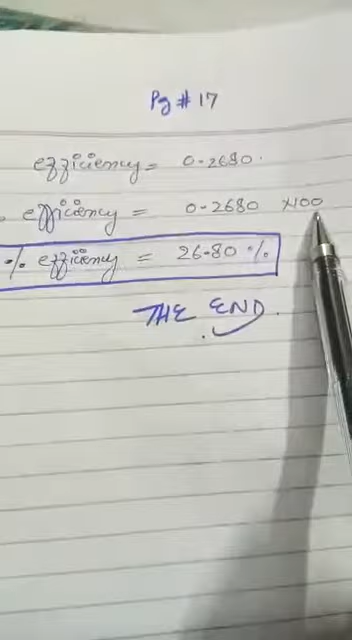 Pg # 17
efficiency = 0.2680.
efficiency = 0.2680 x100
% efficiency = 26.80 %
THE END.